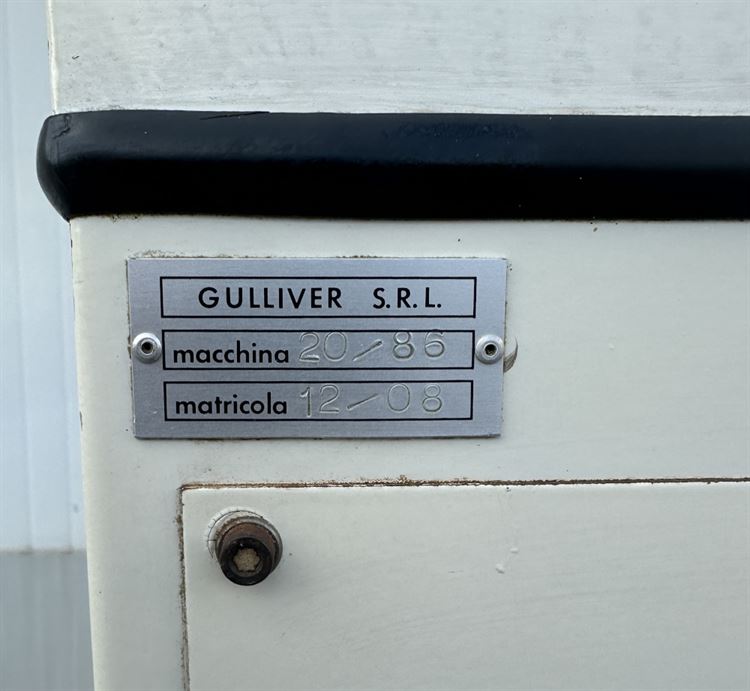 GULLIVER S.R.L.
macchina 20/86
matricola 12-08